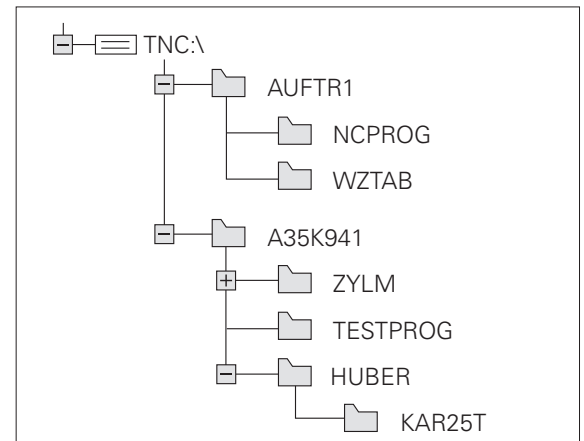 TNC:\
AUFTR1
NCPROG
WZTAB
A35K941
ZYLM
TESTPROG
HUBER
KAR25T